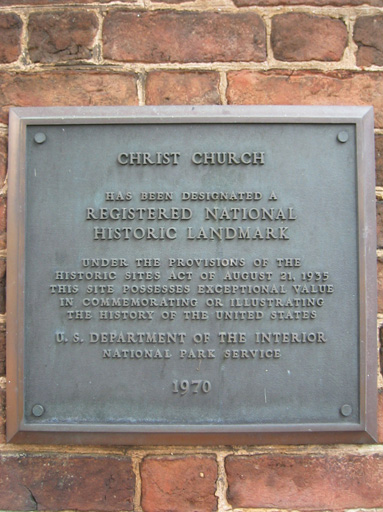 CHRIST CHURCH
HAS BEEN DESIGNATED A
REGISTERED NATIONAL
HISTORIC LANDMARK
UNDER THE PROVISIONS OF THE
HISTORIC SITES ACT OF AUGUST 21, 1935
THIS SITE POSSESSES EXCEPTIONAL VALUE
IN COMMEMORATING OR ILLUSTRATING
THE HISTORY OF THE UNITED STATES
U. S. DEPARTMENT OF THE INTERIOR
NATIONAL PARK SERVICE
1970